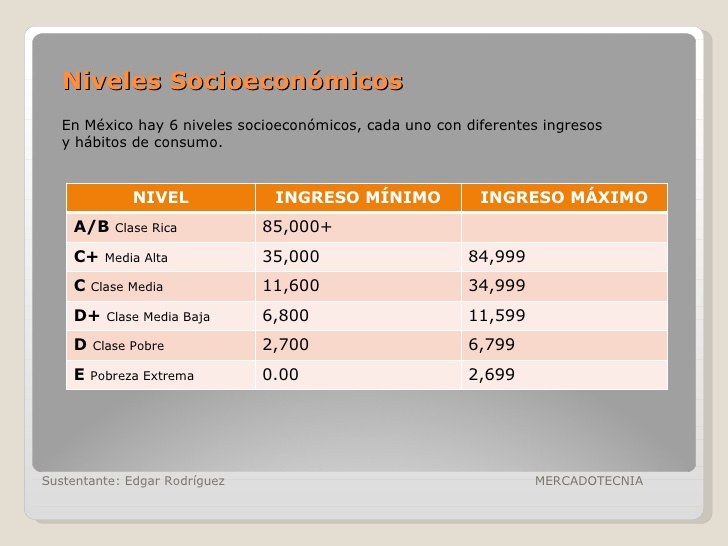 Niveles Socioeconómicos
En México hay 6 niveles socioeconómicos, cada uno con diferentes ingresos
y hábitos de consumo.
NIVEL INGRESO MÍNIMO INGRESO MÁXIMO
A/B Clase Rica 85,000+
C+ Media Alta 35,000 84,999
C Clase Media 11,600 34,999
D+ Clase Media Baja 6,800 11,599
D Clase Pobre 2,700 6,799
E Pobreza Extrema 0.00 2,699
Sustentante: Edgar Rodríguez MERCADOTECNIA